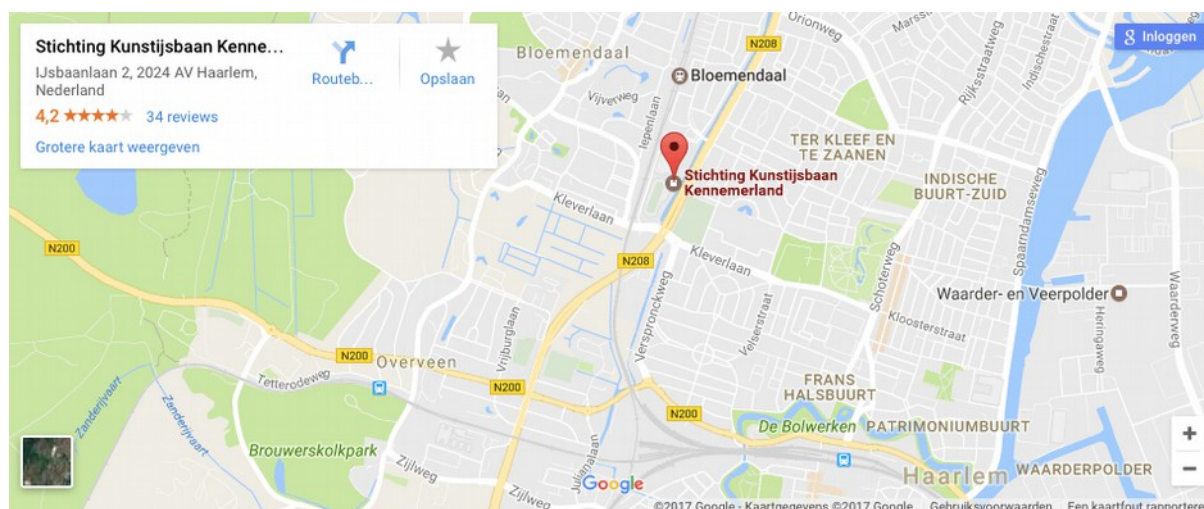 Stichting Kunstijsbaan Kenne...
IJsbaanlaan 2, 2024 AV Haarlem,
Nederland
4,2 34 reviews
Grotere kaart weergeven
Routeb...
Opslaan
Inloggen
Orionweg
N208
Bloemendaal
Bloemendaal
Vijverweg
Iepenlaan
Rijksstraatweg
Indischestraat
TER KLEEF EN
TE ZAANEN
Stichting Kunstijsbaan
Kennemerland
INDISCHE
BUURT-ZUID
Kleverlaan
Kleverlaan
N200
N208
Spaarndamseweg
Schoterweg
Waarderweg
Waarder- en Veerpolder
Heringaweg
Kloosterstraat
Verspronckweg
Velserstraat
Vrijburglaan
N200
Overveen
Tetterodeweg
N200
FRANS
HALSBUURT
N200
De Bolwerken
PATRIMONIUMBUURT
Zanderijvaart
Zanderijvaart
Brouwerskolkpark
Zijlweg
Zijlweg
Julianalaan
Haarlem
WAARDERPOLDER
Google
©2017 Google - Kaartgegevens ©2017 Google
Gebruiksvoorwaarden
Een kaartfout rapporter